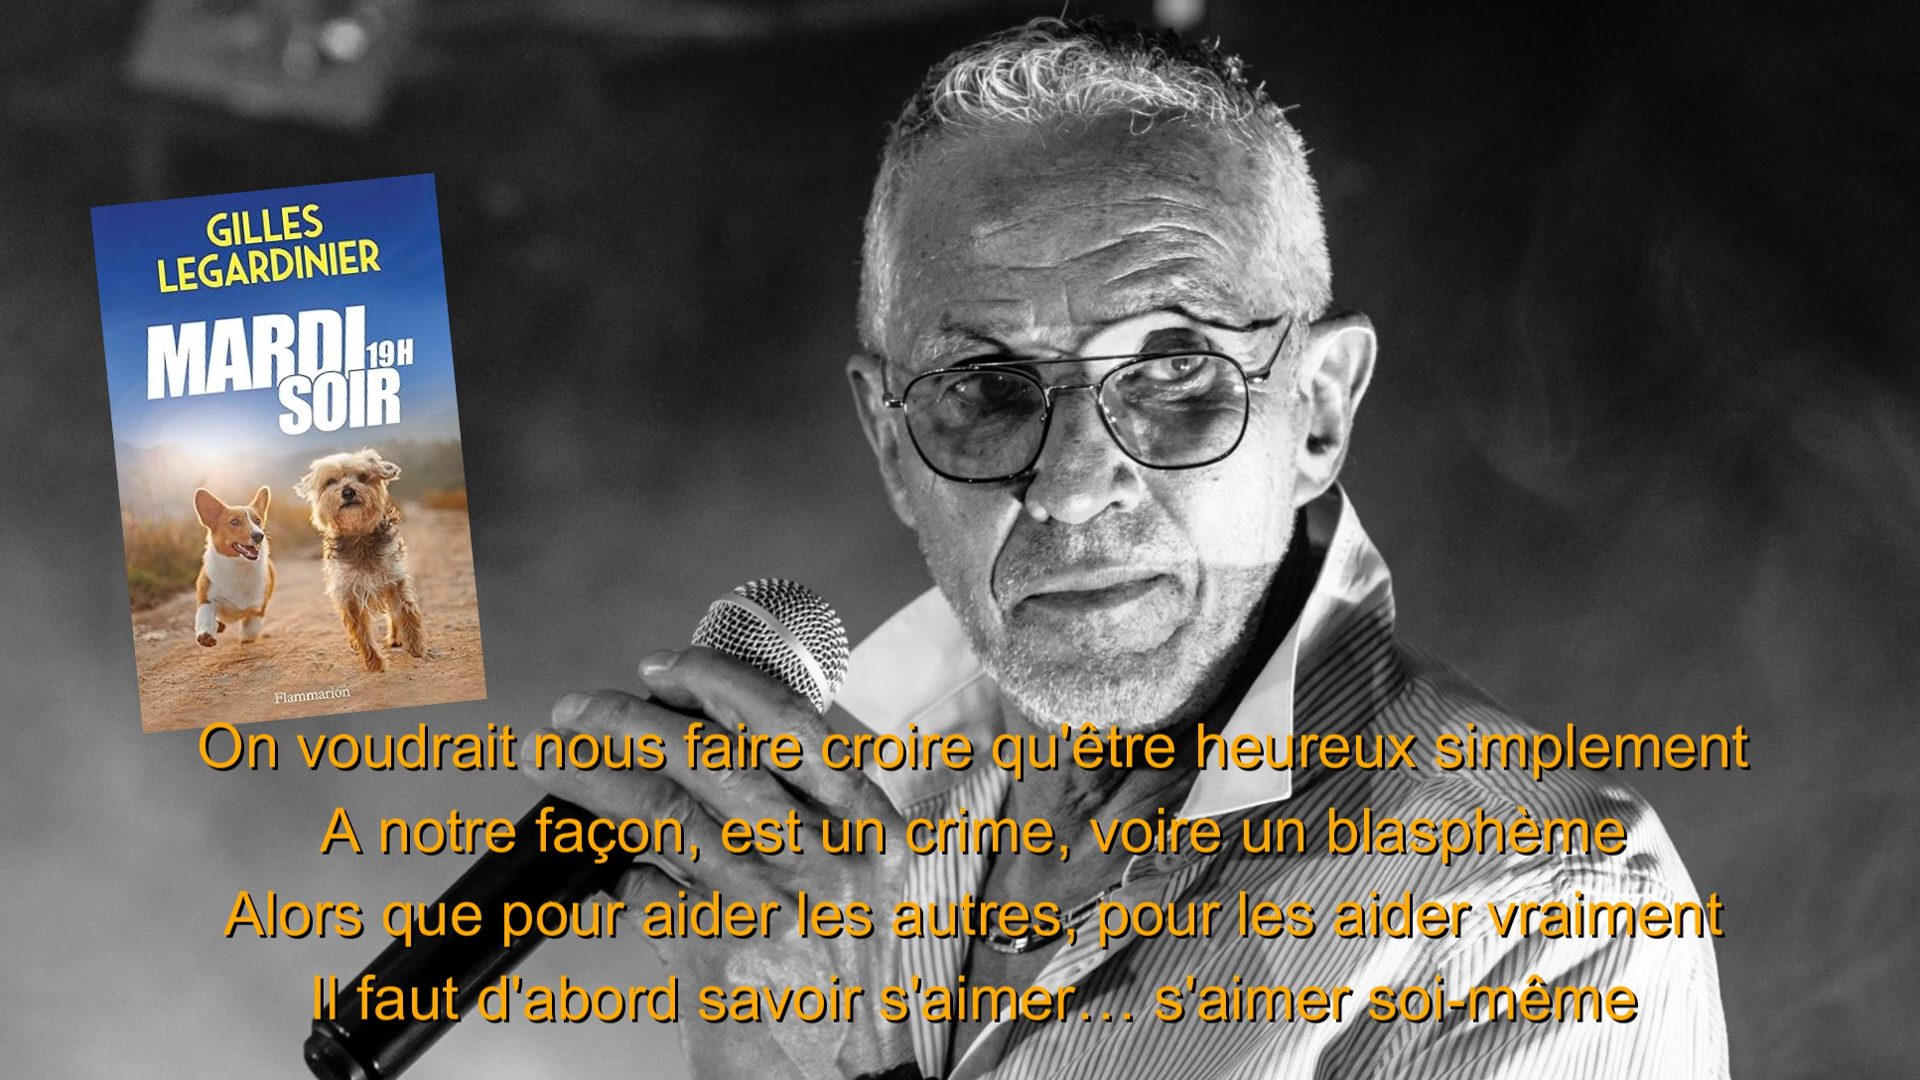 GILLES
LEGARDINIER
MARDI 19H
SOIR
Flammarion
On voudrait nous faire croire qu'être heureux simplement
A notre façon, est un crime, voire un blasphème
Alors que pour aider les autres, pour les aider vraiment
Il faut d'abord savoir s'aimer… s'aimer soi-même